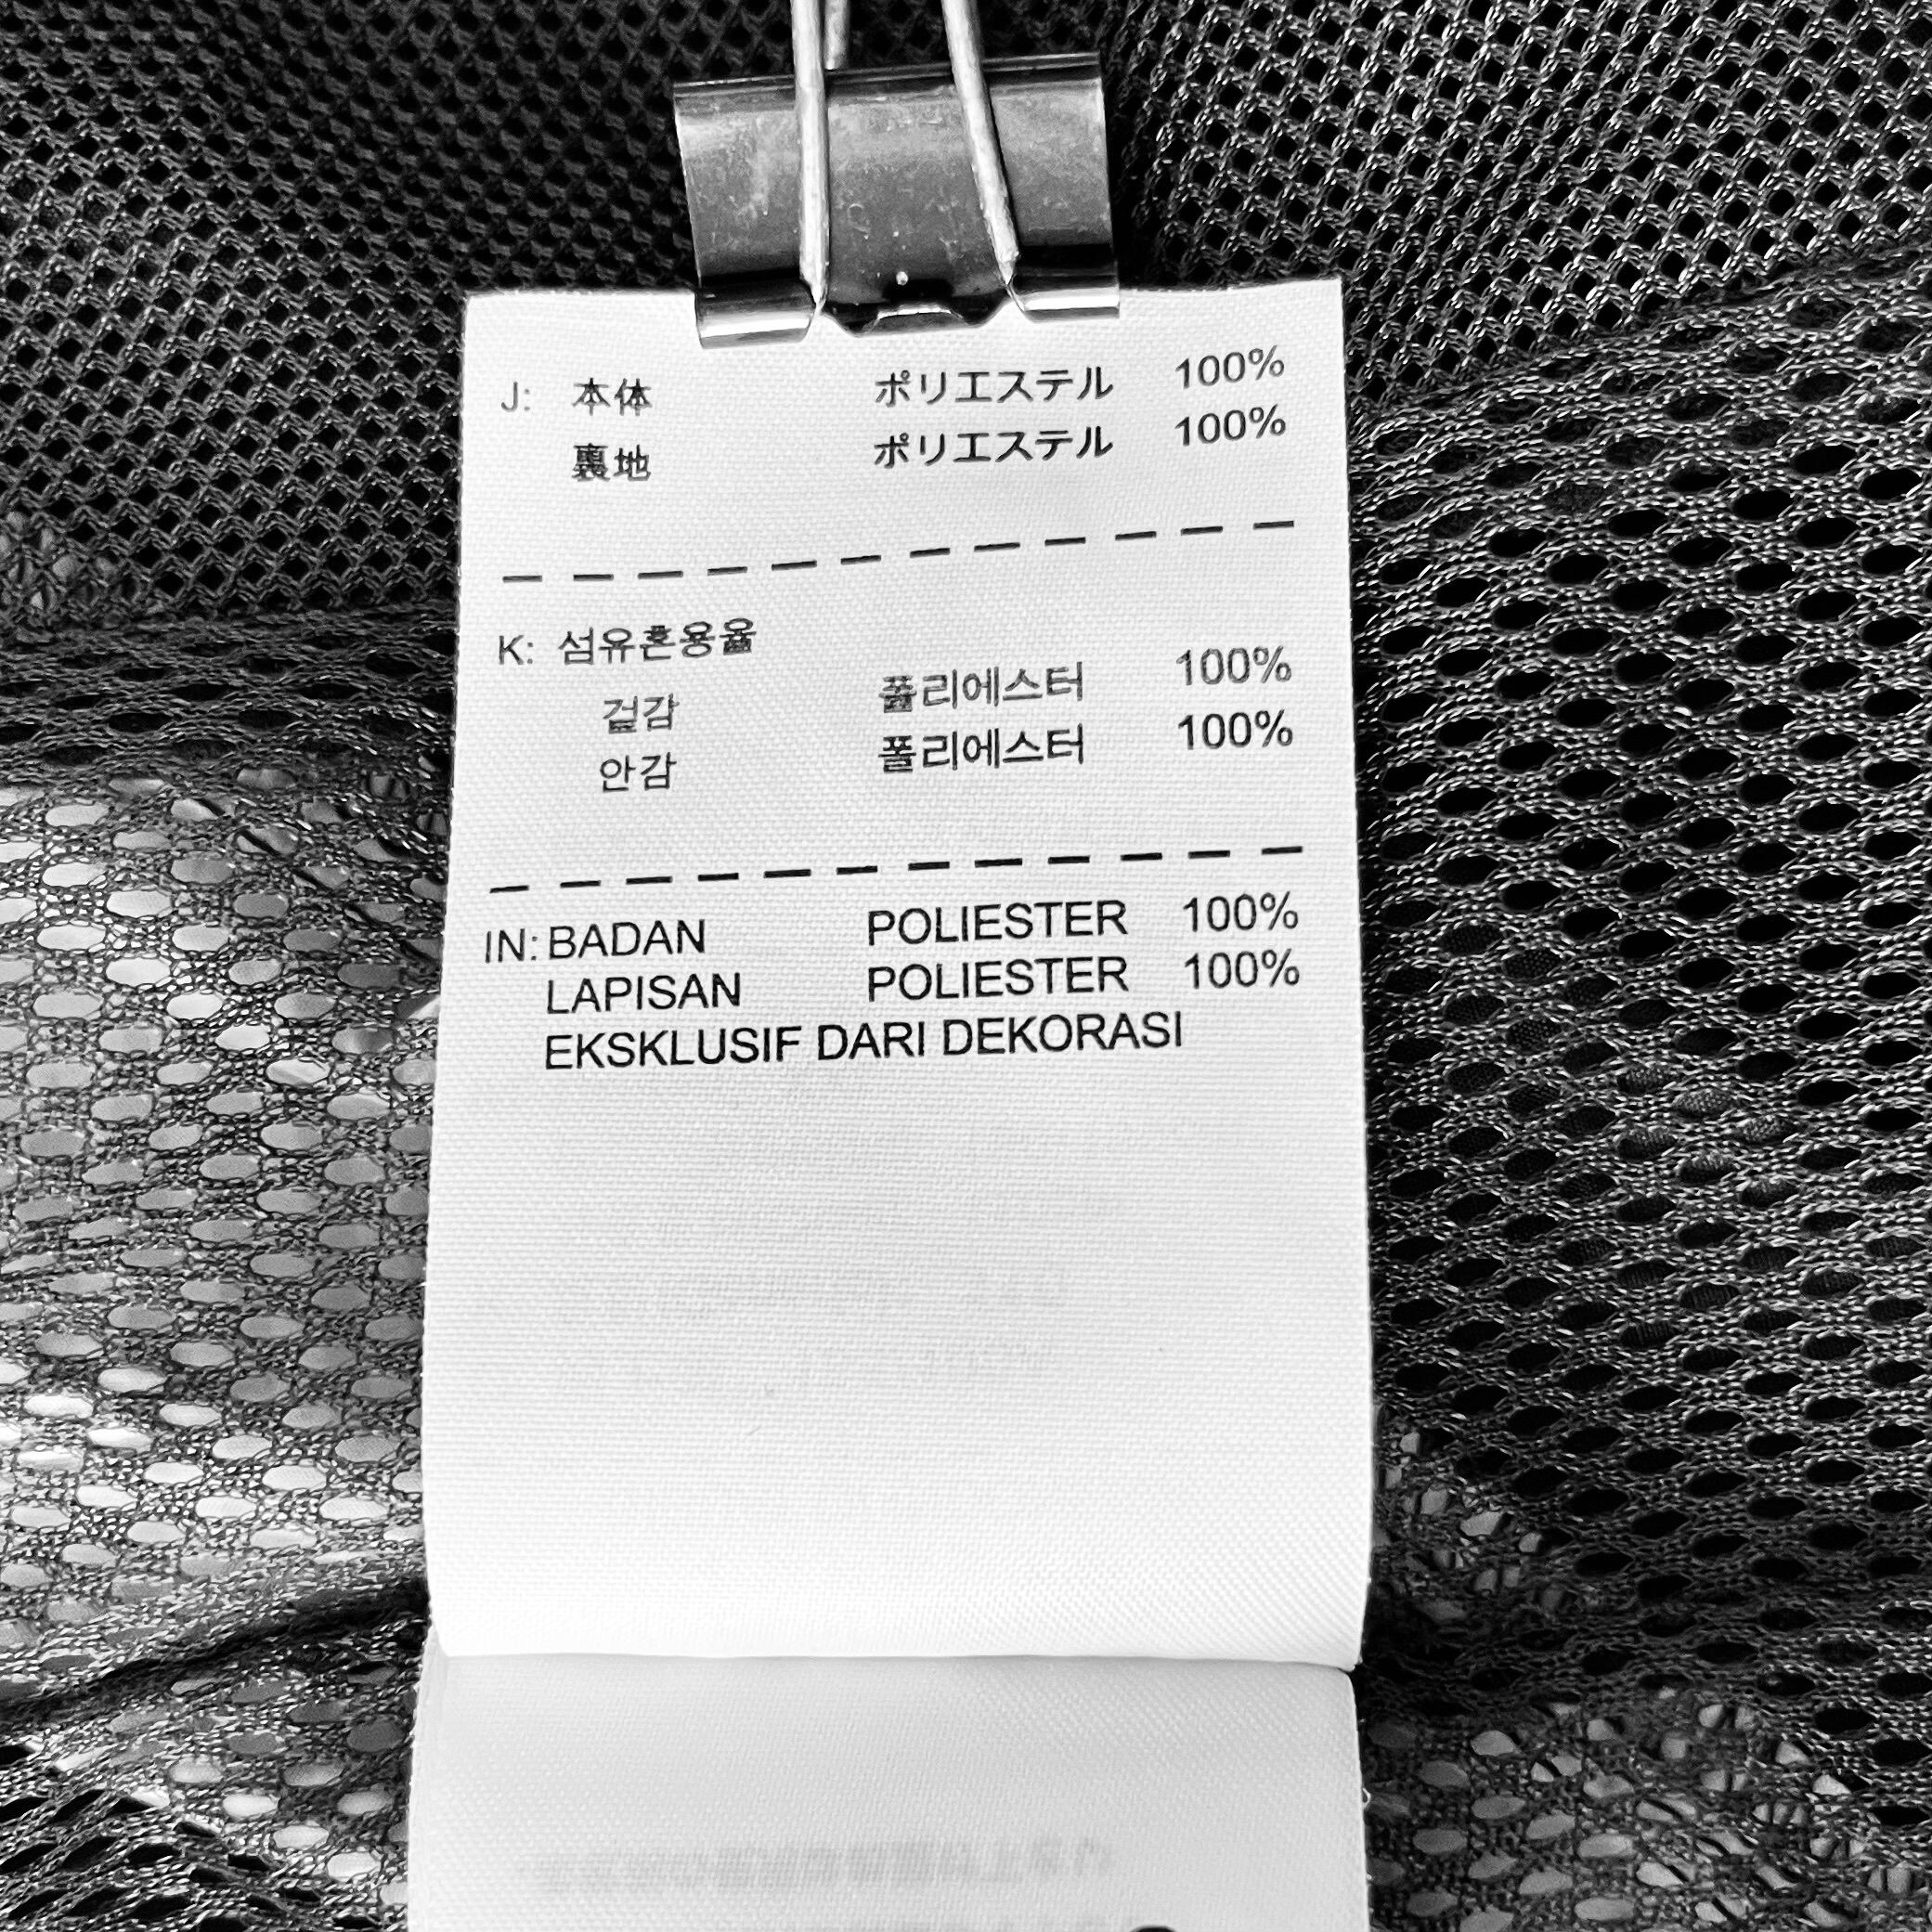 J: 本体 ポリエステル 100%
裏地 ポリエステル 100%
K: 섬유혼용율
겉감 폴리에스터 100%
안감 폴리에스터 100%
IN: BADAN POLIESTER 100%
LAPISAN POLIESTER 100%
EKSKLUSIF DARI DEKORASI